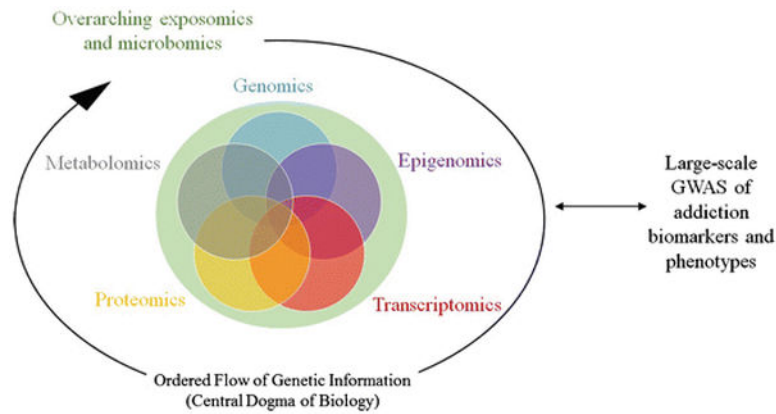 Overarching exposomics
and microbomics
Genomics
Metabolomics
Epigenomics
Proteomics
Transcriptomics
Large-scale
GWAS of
addiction
biomarkers and
phenotypes
Ordered Flow of Genetic Information
(Central Dogma of Biology)